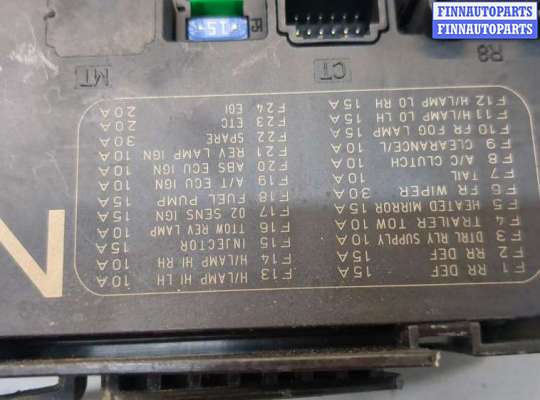 FINNAUTOPARTS
FINNAUTOPARTS
F1 RR DEF 15A
F2 RR DEF 15A
F3 DTRL RLY SUPPLY 10A
F4 TRAILER TOW 10A
F5 HEATED MIRROR 15A
F6 FR WIPER 30A
F7 TAIL 10A
F8 A/C CLUTCH 10A
F9 CLEARANCE/L 10A
F10 FR FOG LAMP 15A
F11 H/LAMP LO LH 15A
F12 H/LAMP LO RH 15A
F13 H/LAMP HI LH 10A
F14 H/LAMP HI RH 10A
F15 INJECTOR 15A
F16 TTOW REV LAMP 10A
F17 O2 SENS IGN 10A
F18 FUEL PUMP 15A
F19 A/T ECU IGN 10A
F20 ABS ECU IGN 10A
F21 REV LAMP IGN 10A
F22 SPARE 30A
F23 ETC 20A
F24 EGI 20A
N
CT
MT
R8
15
FINNAUTOPARTS
FINNAUTOPARTS